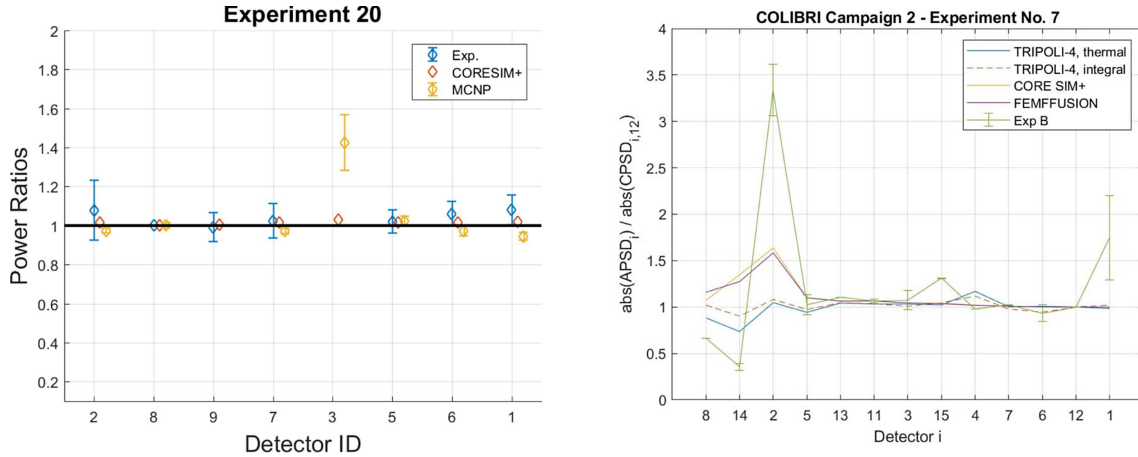 Experiment 20
2
1.8
1.6
1.4
1.2
1
0.8
0.6
0.4
0.2
Power Ratios
Exp.
CORESIM+
MCNP
2 8 9 7 3 5 6 1
Detector ID
COLIBRI Campaign 2 - Experiment No. 7
4
3.5
3
2.5
2
1.5
1
0.5
0
abs(APSD_i) / abs(CPSD_i,12)
TRIPOLI-4, thermal
TRIPOLI-4, integral
CORE SIM+
FEMFFUSION
Exp B
8 14 2 5 13 11 3 15 4 7 6 12 1
Detector i